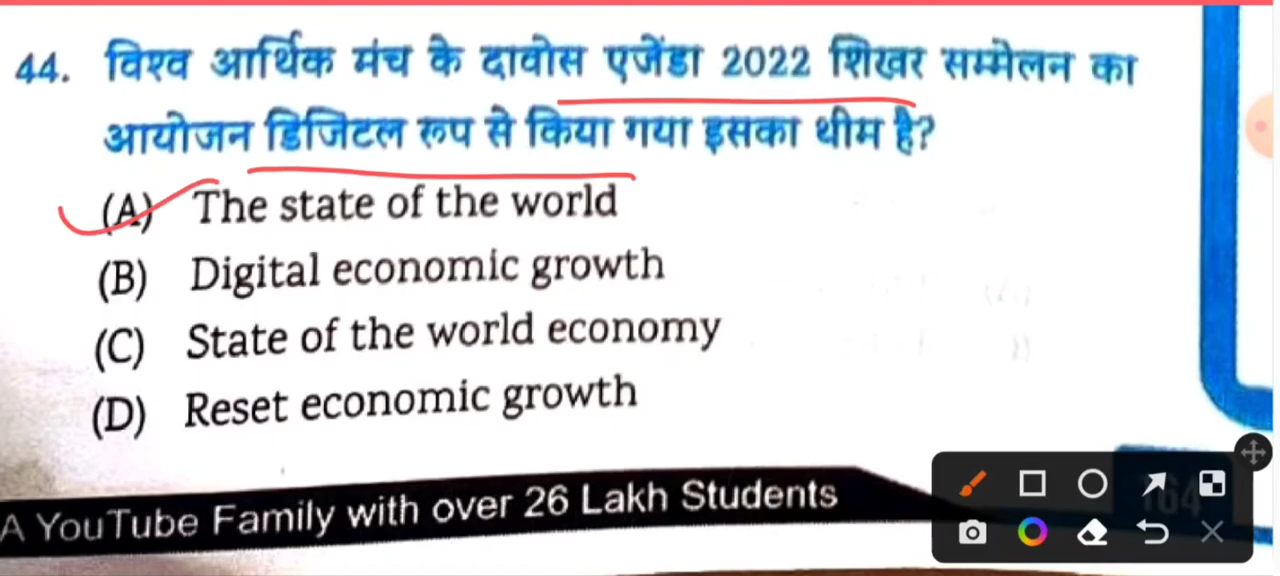 44. विश्व आर्थिक मंच के दावोस एजेंडा 2022 शिखर सम्मेलन का
आयोजन डिजिटल रूप से किया गया इसका थीम है?
(A) The state of the world
(B) Digital economic growth
(C) State of the world economy
(D) Reset economic growth
A YouTube Family with over 26 Lakh Students
164